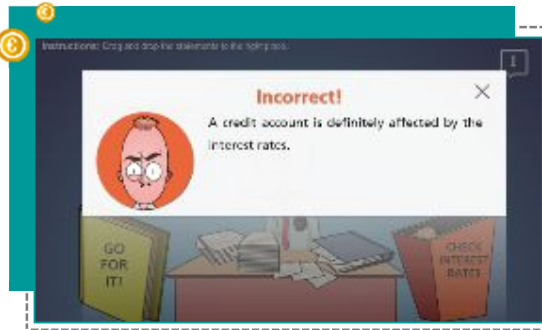 Instructions: Drag and drop the statements to the right place.
Incorrect!
A credit account is definitely affected by the
interest rates.
GO
FOR
IT!
CHECK
INTEREST
RATES